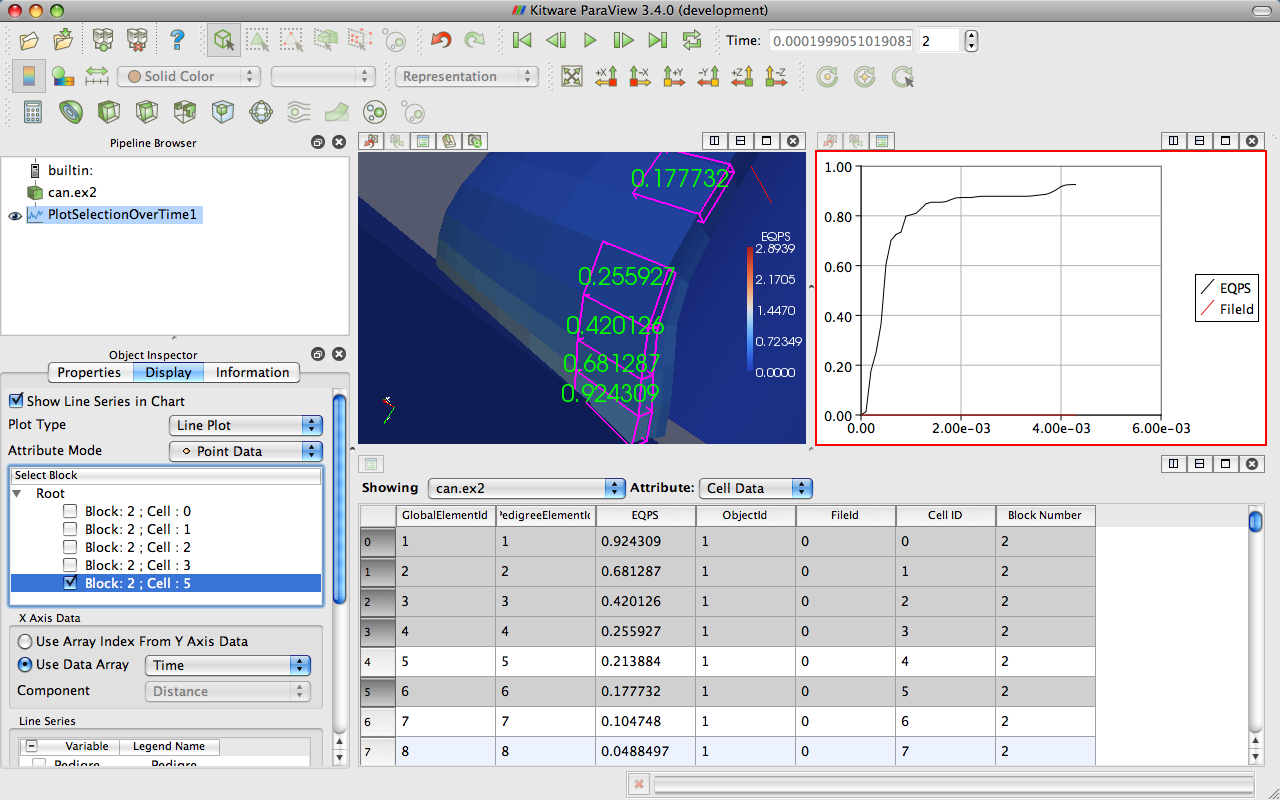 Kitware ParaView 3.4.0 (development)
Time: 0.0001999051019083 2
Solid Color
Representation
+X -X +Y -Y +Z -Z
Pipeline Browser
builtin:
can.ex2
PlotSelectionOverTime1
Object Inspector
Properties Display Information
Show Line Series in Chart
Plot Type Line Plot
Attribute Mode Point Data
Select Block
Root
Block: 2 ; Cell : 0
Block: 2 ; Cell : 1
Block: 2 ; Cell : 2
Block: 2 ; Cell : 3
Block: 2 ; Cell : 5
X Axis Data
Use Array Index From Y Axis Data
Use Data Array Time
Component Distance
Line Series
Variable Legend Name
Pedigre Pedigre
0.177732
0.255927
0.420126
0.681287
0.924309
EQPS
2.8939
2.1705
1.4470
0.72349
0.0000
1.00
0.80
0.60
0.40
0.20
0.00
0.00 2.00e-03 4.00e-03 6.00e-03
EQPS
FileId
Showing can.ex2 Attribute: Cell Data
GlobalElementId PedigreeElementId EQPS ObjectId FileId Cell ID Block Number
0 1 1 0.924309 1 0 0 2
1 2 2 0.681287 1 0 1 2
2 3 3 0.420126 1 0 2 2
3 4 4 0.255927 1 0 3 2
4 5 5 0.213884 1 0 4 2
5 6 6 0.177732 1 0 5 2
6 7 7 0.104748 1 0 6 2
7 8 8 0.0488497 1 0 7 2